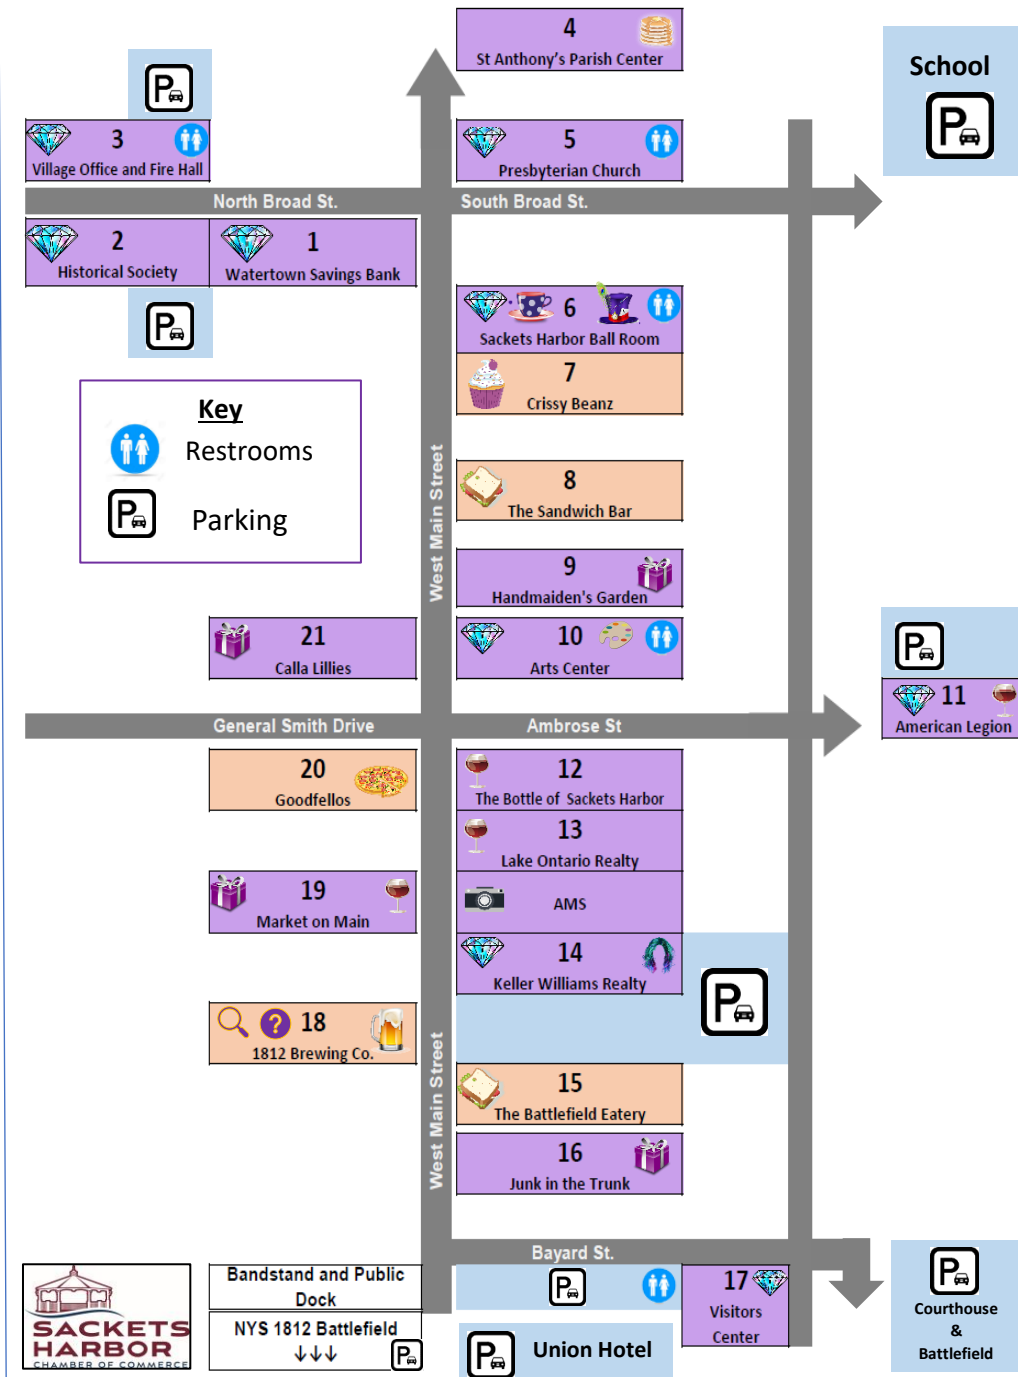 4
St Anthony's Parish Center
School
P
P
3
Village Office and Fire Hall
5
Presbyterian Church
North Broad St.
South Broad St.
2
Historical Society
1
Watertown Savings Bank
P
6
Sackets Harbor Ball Room
7
Crissy Beanz
Key
Restrooms
P
Parking
West Main Street
8
The Sandwich Bar
9
Handmaiden's Garden
21
Calla Lillies
10
Arts Center
P
11
American Legion
General Smith Drive
Ambrose St
20
Goodfellos
12
The Bottle of Sackets Harbor
13
Lake Ontario Realty
19
Market on Main
AMS
14
Keller Williams Realty
P
?
18
1812 Brewing Co.
West Main Street
15
The Battlefield Eatery
16
Junk in the Trunk
Bayard St.
SACKETS
HARBOR
CHAMBER OF COMMERCE
Bandstand and Public
Dock
NYS 1812 Battlefield
↓↓↓
P
P
P
Union Hotel
17
Visitors
Center
P
Courthouse
&
Battlefield